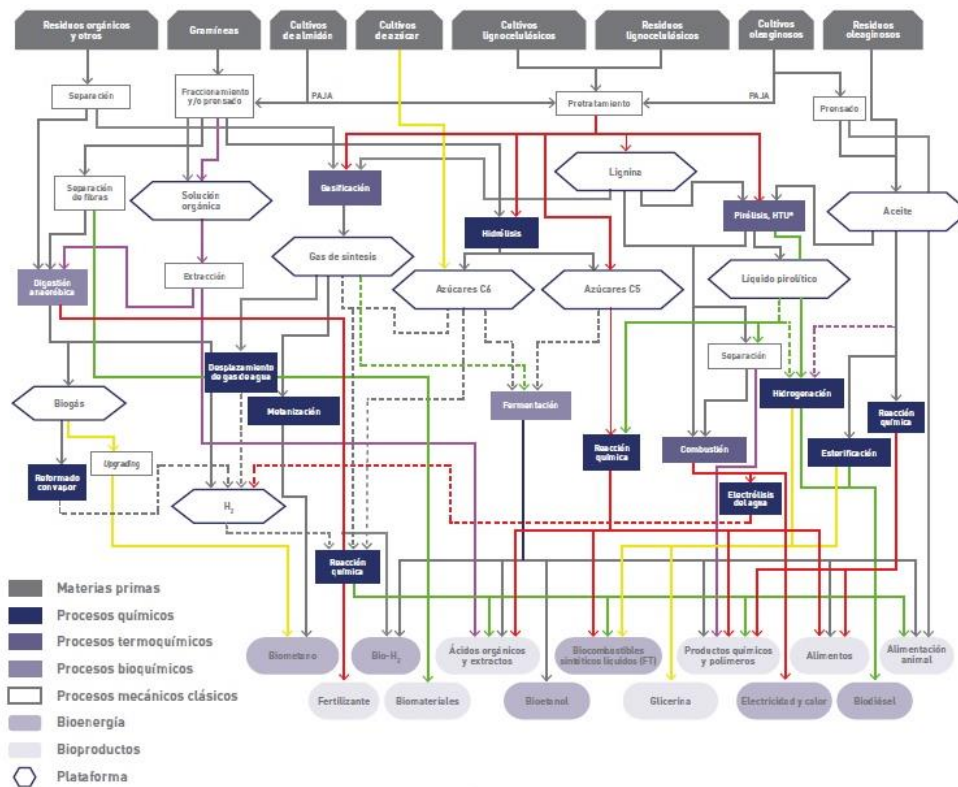 Residuos orgánicos
y otros
Gramíneas
Cultivos
de almidón
Cultivos
de azúcar
Cultivos
lignocelulósicos
Residuos
lignocelulósicos
Cultivos
oleaginosos
Residuos
oleaginosos
Separación
Fraccionamiento
y/o prensado
PAJA
Pretratamiento
PAJA
Prensado
Separación
de fibras
Solución
orgánica
Gasificación
Lignina
Pirólisis, HTU*
Aceite
Hidrólisis
Digestión
anaeróbica
Extracción
Gas de síntesis
Azúcares C6
Azúcares C5
Líquido pirolítico
Desplazamiento
de gas de agua
Separación
Biogás
Metanización
Fermentación
Hidrogenación
Reacción
química
Reformado
con vapor
Upgrading
Reacción
química
Combustión
Esterificación
H2
Electrólisis
del agua
Reacción
química
Materias primas
Procesos químicos
Procesos termoquímicos
Procesos bioquímicos
Procesos mecánicos clásicos
Bioenergía
Bioproductos
Plataforma
Biometano
Bio-H2
Ácidos orgánicos
y extractos
Biocombustibles
sintéticos líquidos (FT)
Productos químicos
y polímeros
Alimentos
Alimentación
animal
Fertilizante
Biomateriales
Bioetanol
Glicerina
Electricidad y calor
Biodiésel